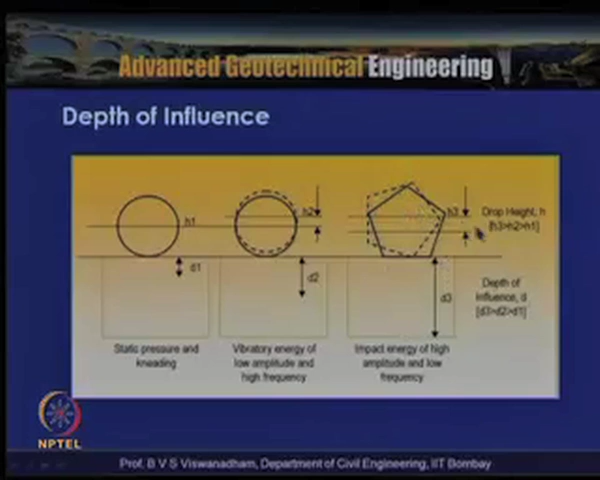 Advanced Geotechnical Engineering
Depth of Influence
h1
h2
h3
Drop Height, h
[h3>h2>h1]
d1
d2
d3
Depth of
Influence, d
[d3>d2>d1]
Static pressure and
kneading
Vibratory energy of
low amplitude and
high frequency
Impact energy of high
amplitude and low
frequency
NPTEL
Prof. B V S Viswanadham, Department of Civil Engineering, IIT Bombay